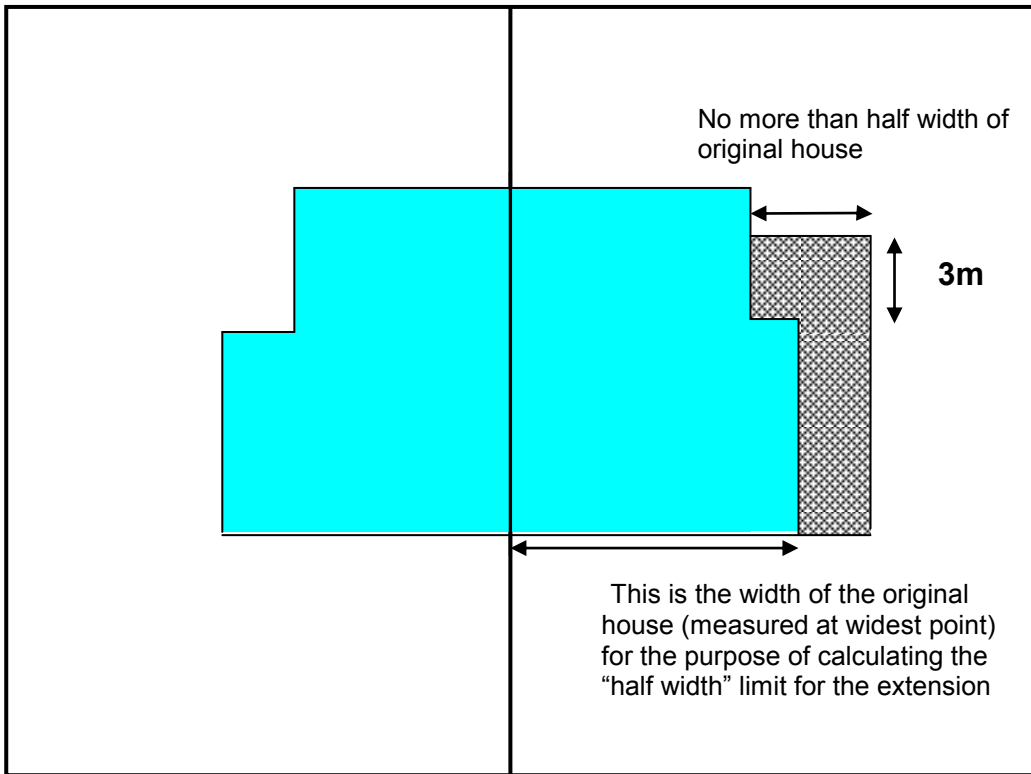 No more than half width of
original house
3m
This is the width of the original
house (measured at widest point)
for the purpose of calculating the
“half width” limit for the extension